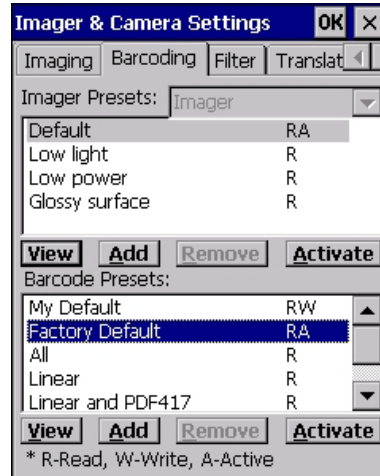 Imager & Camera Settings OK ×
Imaging Barcoding Filter Translat
Imager Presets: Imager
Default RA
Low light R
Low power R
Glossy surface R
View Add Remove Activate
Barcode Presets:
My Default RW
Factory Default RA
All R
Linear R
Linear and PDF417 R
View Add Remove Activate
* R-Read, W-Write, A-Active